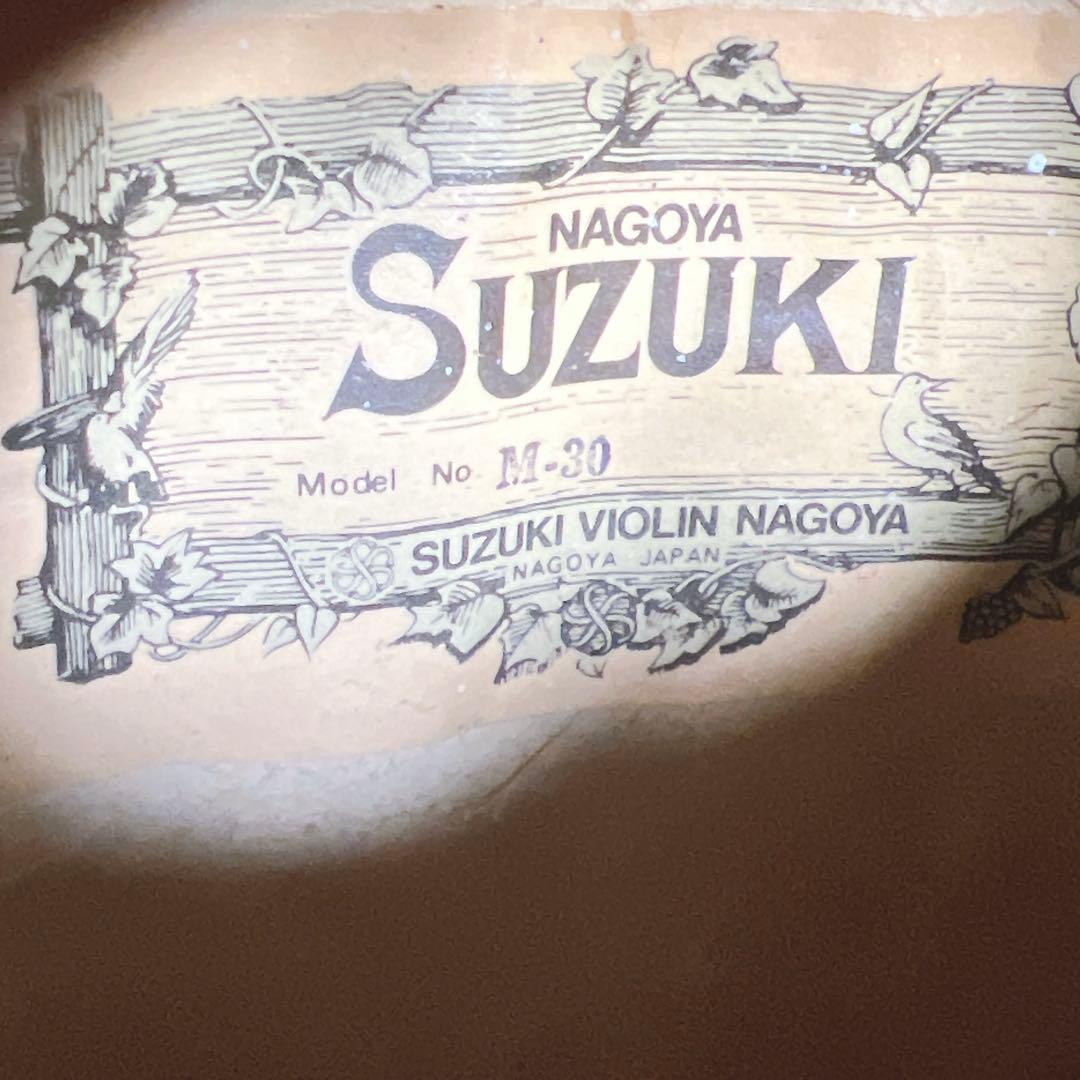 NAGOYA
SUZUKI
Model No. M-30
SUZUKI VIOLIN NAGOYA
NAGOYA JAPAN